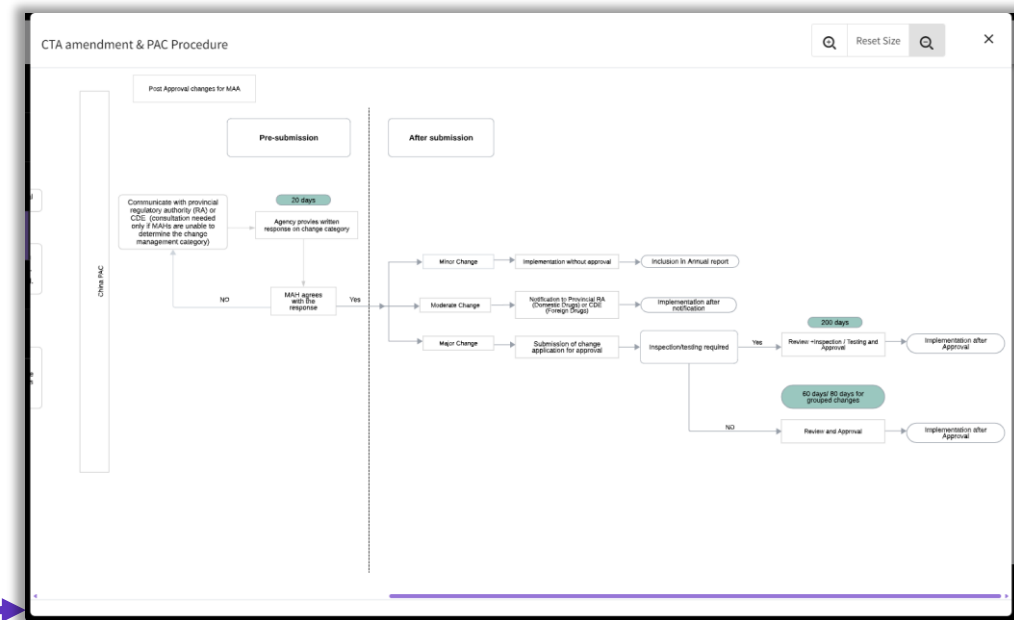 CTA amendment & PAC Procedure
Reset Size
Post Approval changes for MAA
Pre-submission
After submission
China PAC
Communicate with provincial
regulatory authority (RA) or
CDE (consultation needed
only if MAHs are unable to
determine the change
management category)
20 days
Agency provies written
response on change category
MAH agrees
with the
response
NO
Yes
Minor Change
Implementation without approval
Inclusion in Annual report
Moderate Change
Notification to Provincial RA
(Domestic Drugs) or CDE
(Foreign Drugs)
Implementation after
notification
Major Change
Submission of change
application for approval
Inspection/testing required
Yes
200 days
Review +Inspection / Testing and
Approval
Implementation after
Approval
60 days/ 80 days for
grouped changes
NO
Review and Approval
Implementation after
Approval